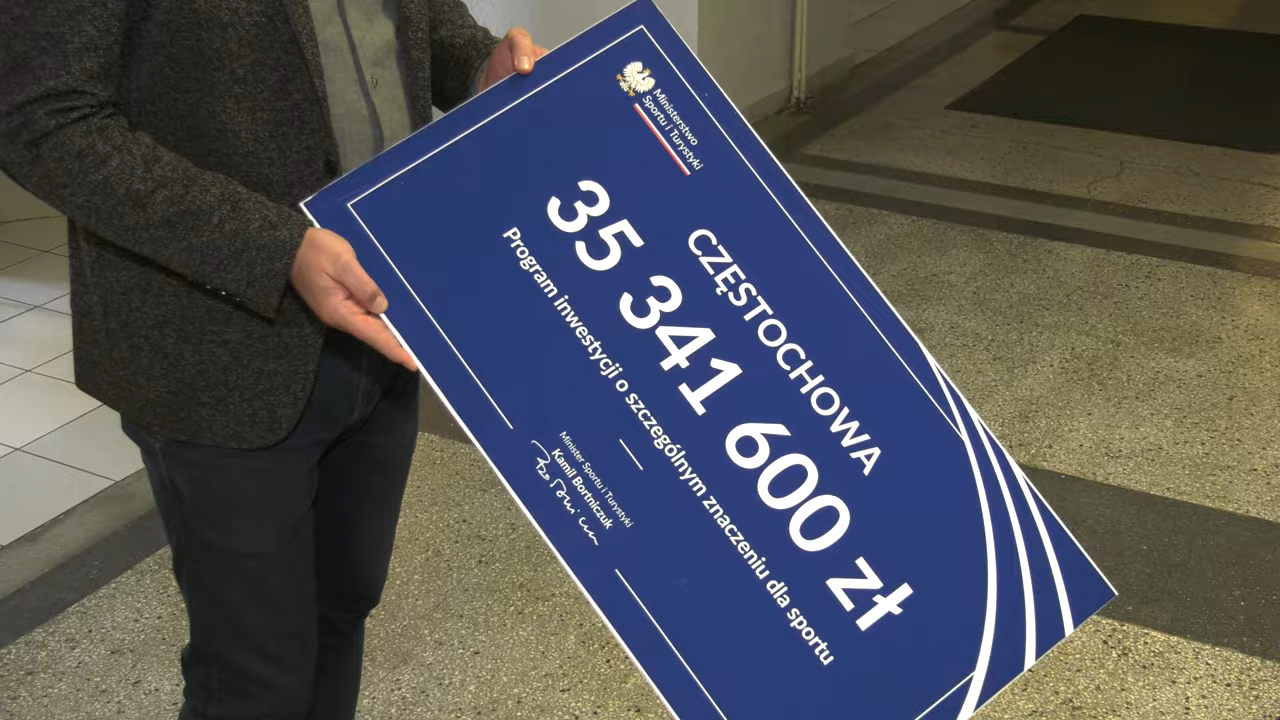 Ministerstwo
Sportu i Turystyki
CZĘSTOCHOWA
35 341 600 zł
Program inwestycji o szczególnym znaczeniu dla sportu
Minister Sportu i Turystyki
Kamil Bortniczuk